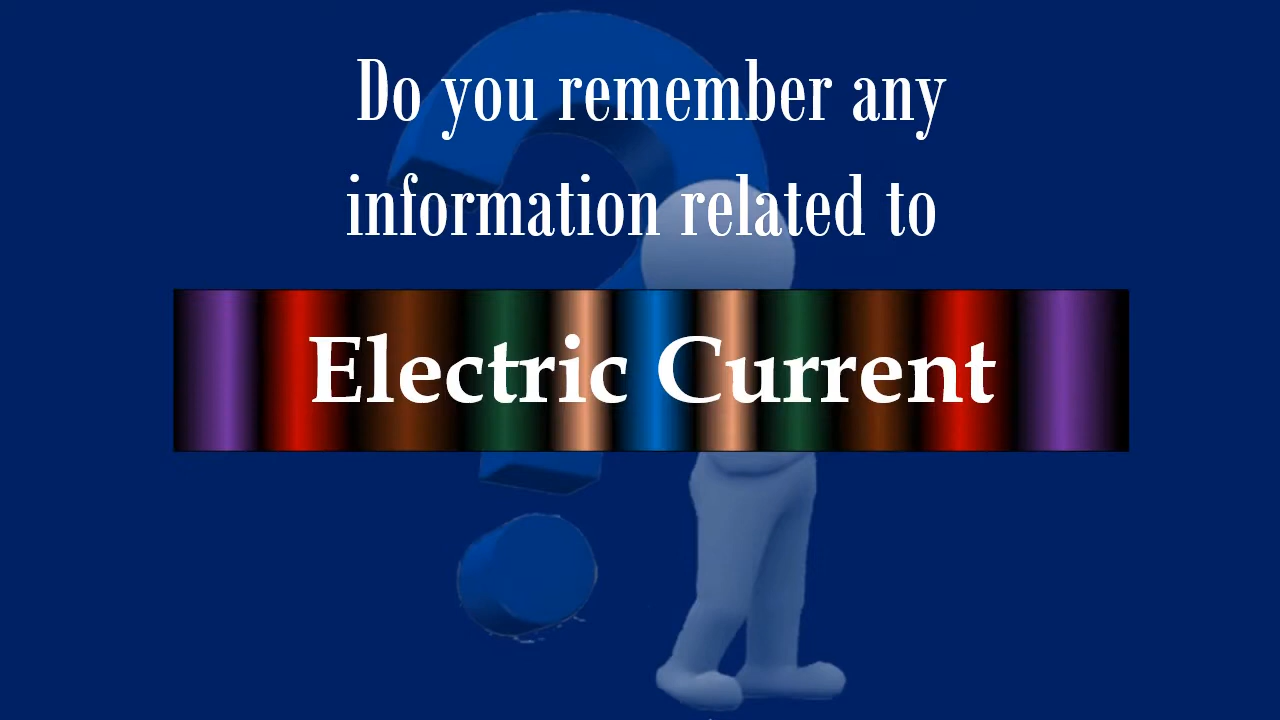 Do you remember any
information related to
Electric Current